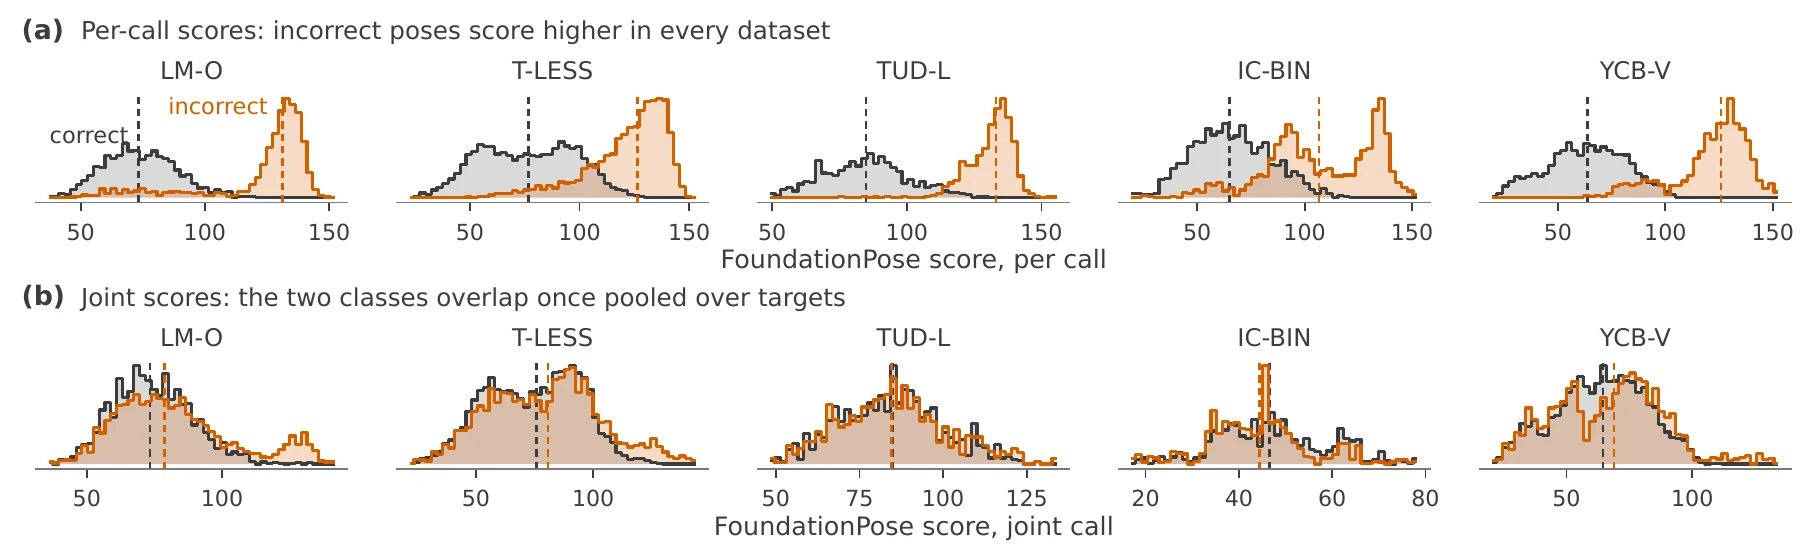 (a) Per-call scores: incorrect poses score higher in every dataset
LM-O T-LESS TUD-L IC-BIN YCB-V
incorrect
correct
50 100 150 50 100 150 50 100 150 50 100 150 50 100 150
FoundationPose score, per call
(b) Joint scores: the two classes overlap once pooled over targets
LM-O T-LESS TUD-L IC-BIN YCB-V
50 100 50 100 50 75 100 125 20 40 60 80 50 100
FoundationPose score, joint call